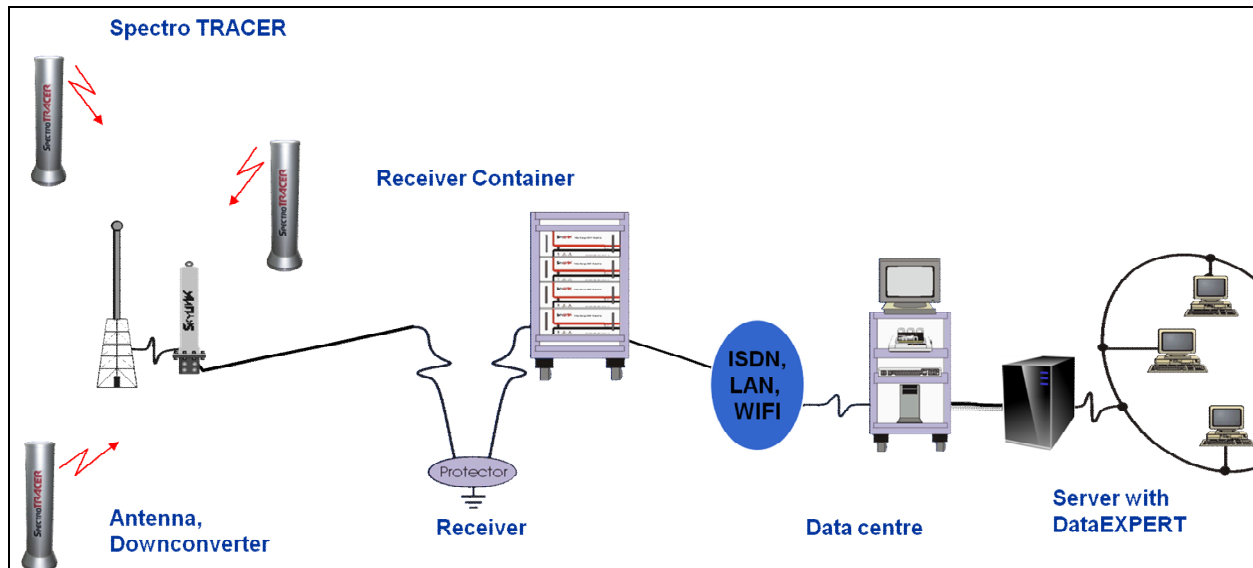 Spectro TRACER
SPECTROTRACER
SPECTROTRACER
Receiver Container
SKYLINK
ISDN,
LAN,
WIFI
Protector
SPECTROTRACER
Antenna,
Downconverter
Receiver
Data centre
Server with
DataEXPERT